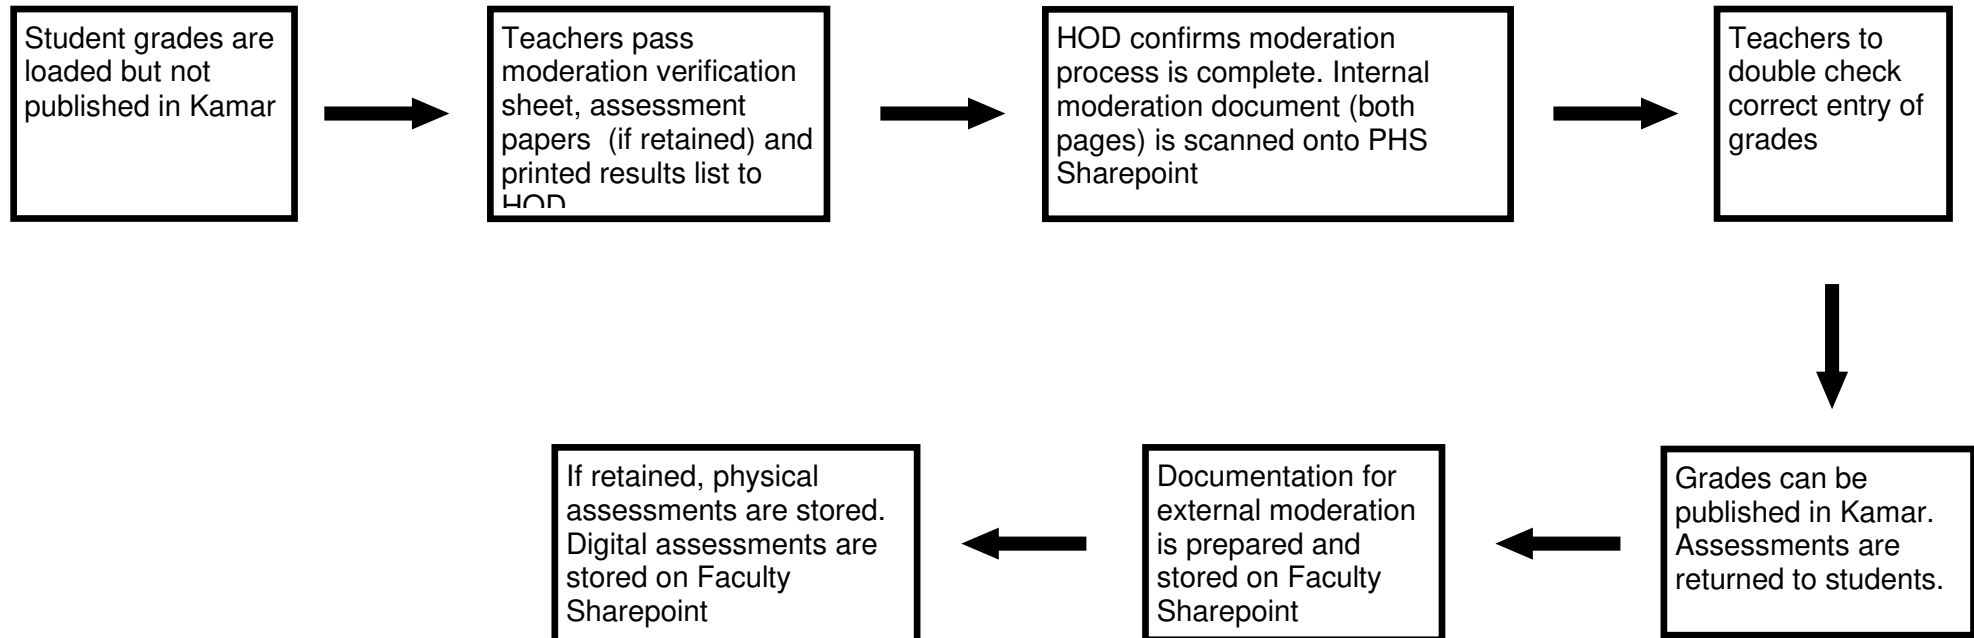 Student grades are
loaded but not
published in Kamar
Teachers pass
moderation verification
sheet, assessment
papers (if retained) and
printed results list to
HOD
HOD confirms moderation
process is complete. Internal
moderation document (both
pages) is scanned onto PHS
Sharepoint
Teachers to
double check
correct entry of
grades
Grades can be
published in Kamar.
Assessments are
returned to students.
Documentation for
external moderation
is prepared and
stored on Faculty
Sharepoint
If retained, physical
assessments are stored.
Digital assessments are
stored on Faculty
Sharepoint